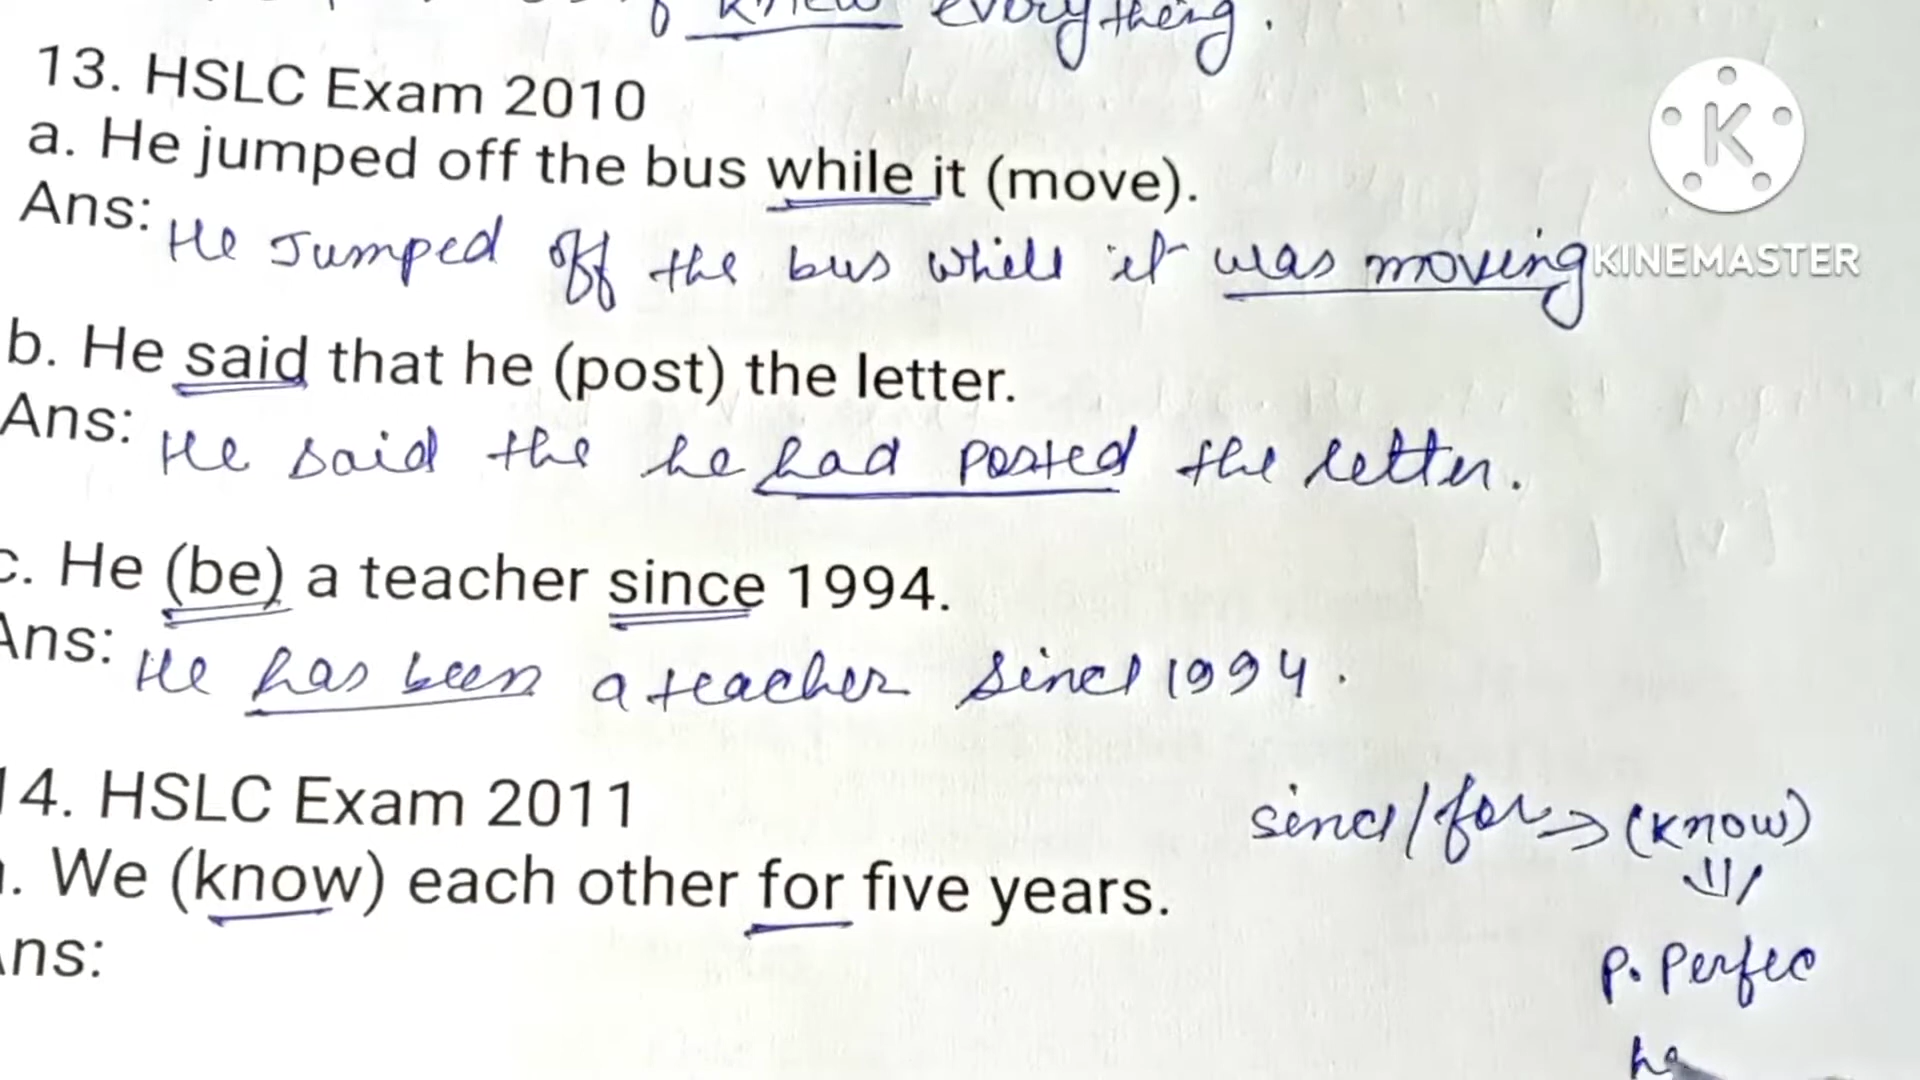 knew everything.
13. HSLC Exam 2010
a. He jumped off the bus while it (move).
Ans: He Jumped off the bus while it was moving
K
KINEMASTER
b. He said that he (post) the letter.
Ans: He said the he had posted the letter.
c. He (be) a teacher since 1994.
Ans: He has been a teacher since 1994.
14. HSLC Exam 2011
since/for → (know)
. We (know) each other for five years.
ns:
P. Perfec
ha